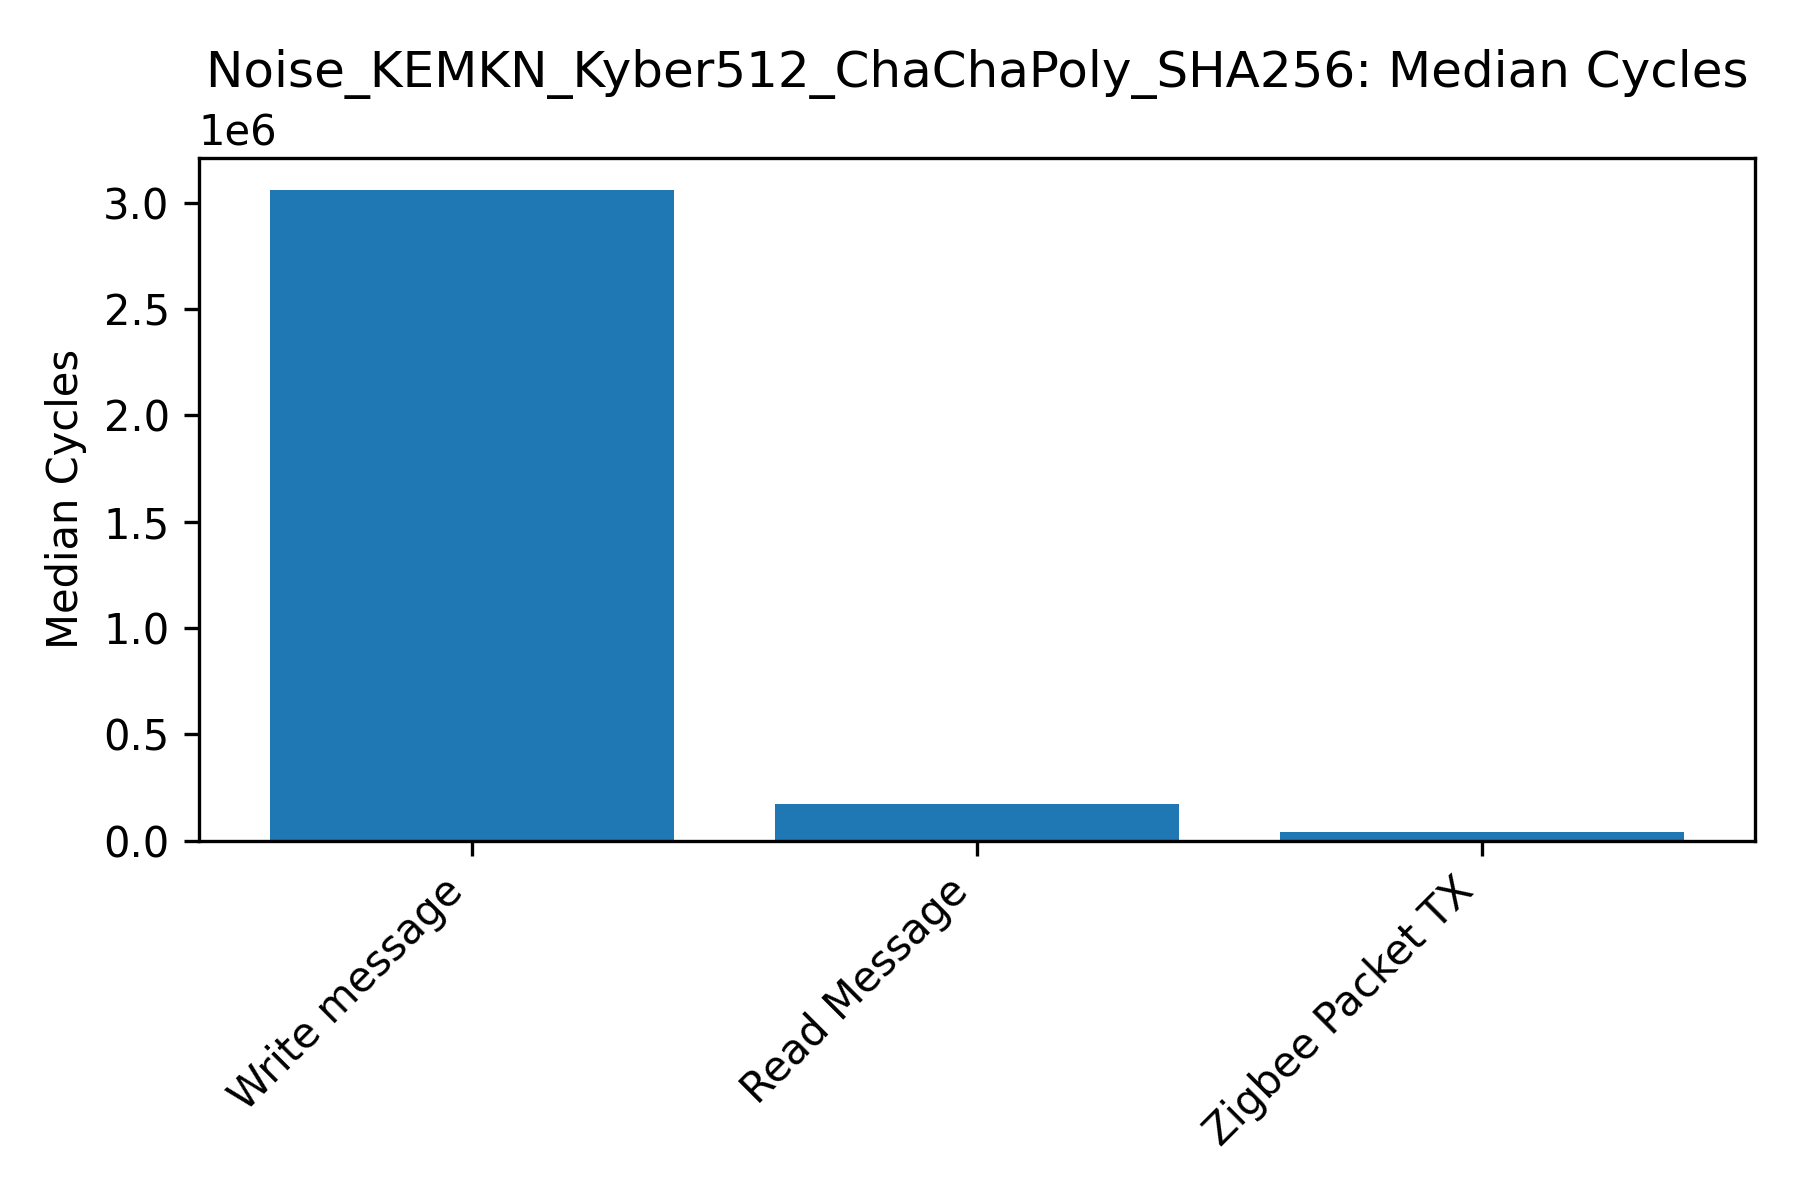 Noise_KEMKN_Kyber512_ChaChaPoly_SHA256: Median Cycles
1e6
3.0
2.5
2.0
1.5
1.0
0.5
0.0
Median Cycles
Write message
Read Message
Zigbee Packet TX